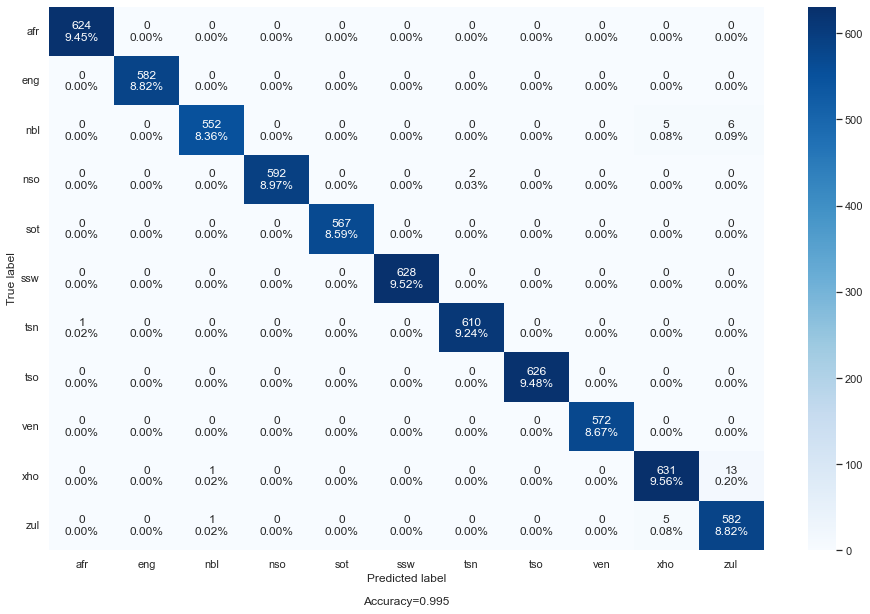 afr 624 0 0 0 0 0 0 0 0 0 0
9.45% 0.00% 0.00% 0.00% 0.00% 0.00% 0.00% 0.00% 0.00% 0.00% 0.00%
eng 0 582 0 0 0 0 0 0 0 0 0
0.00% 8.82% 0.00% 0.00% 0.00% 0.00% 0.00% 0.00% 0.00% 0.00% 0.00%
nbl 0 0 552 0 0 0 0 0 0 5 6
0.00% 0.00% 8.36% 0.00% 0.00% 0.00% 0.00% 0.00% 0.00% 0.08% 0.09%
nso 0 0 0 592 0 0 2 0 0 0 0
0.00% 0.00% 0.00% 8.97% 0.00% 0.00% 0.03% 0.00% 0.00% 0.00% 0.00%
sot 0 0 0 0 567 0 0 0 0 0 0
0.00% 0.00% 0.00% 0.00% 8.59% 0.00% 0.00% 0.00% 0.00% 0.00% 0.00%
ssw 0 0 0 0 0 628 0 0 0 0 0
0.00% 0.00% 0.00% 0.00% 0.00% 9.52% 0.00% 0.00% 0.00% 0.00% 0.00%
tsn 1 0 0 0 0 0 610 0 0 0 0
0.02% 0.00% 0.00% 0.00% 0.00% 0.00% 9.24% 0.00% 0.00% 0.00% 0.00%
tso 0 0 0 0 0 0 0 626 0 0 0
0.00% 0.00% 0.00% 0.00% 0.00% 0.00% 0.00% 9.48% 0.00% 0.00% 0.00%
ven 0 0 0 0 0 0 0 0 572 0 0
0.00% 0.00% 0.00% 0.00% 0.00% 0.00% 0.00% 0.00% 8.67% 0.00% 0.00%
xho 0 0 1 0 0 0 0 0 0 631 13
0.00% 0.00% 0.02% 0.00% 0.00% 0.00% 0.00% 0.00% 0.00% 9.56% 0.20%
zul 0 0 1 0 0 0 0 0 0 5 582
0.00% 0.00% 0.02% 0.00% 0.00% 0.00% 0.00% 0.00% 0.00% 0.08% 8.82%
True label
afr eng nbl nso sot ssw tsn tso ven xho zul
Predicted label
Accuracy=0.995
600
500
400
300
200
100
0